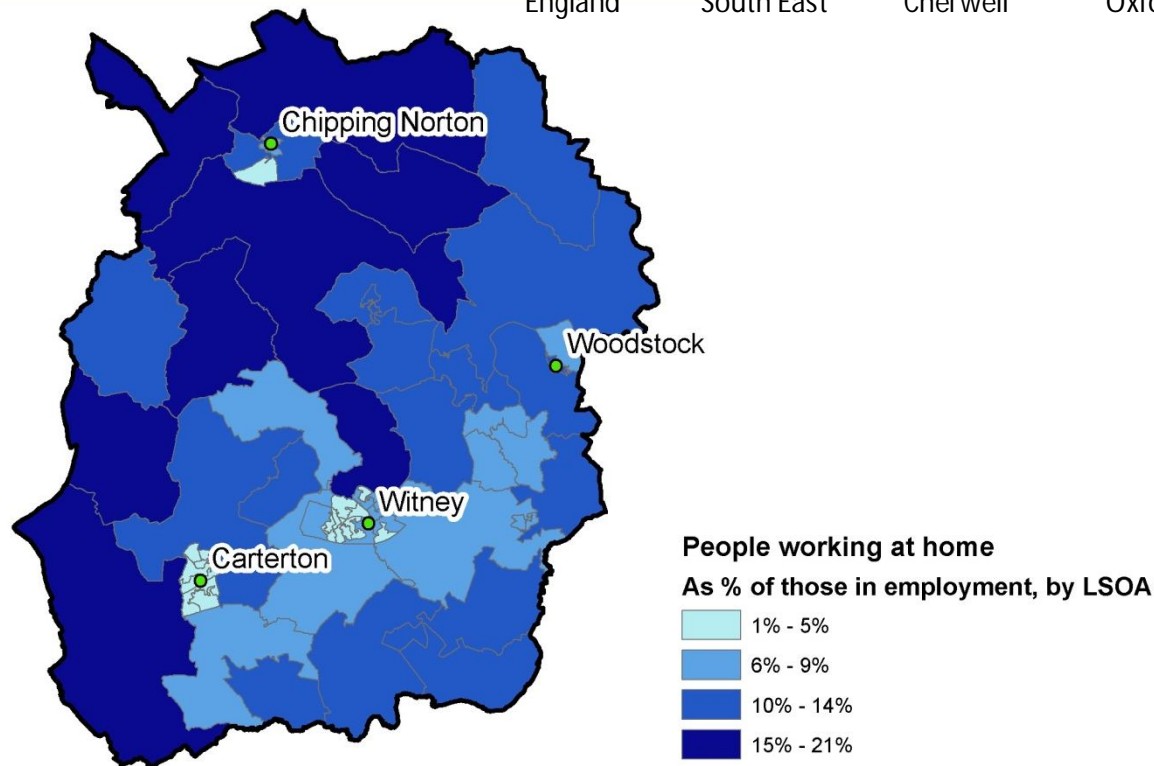 England South East Cherwell
Chipping Norton
Woodstock
Witney
Carterton
People working at home
As % of those in employment, by LSOA
1% - 5%
6% - 9%
10% - 14%
15% - 21%